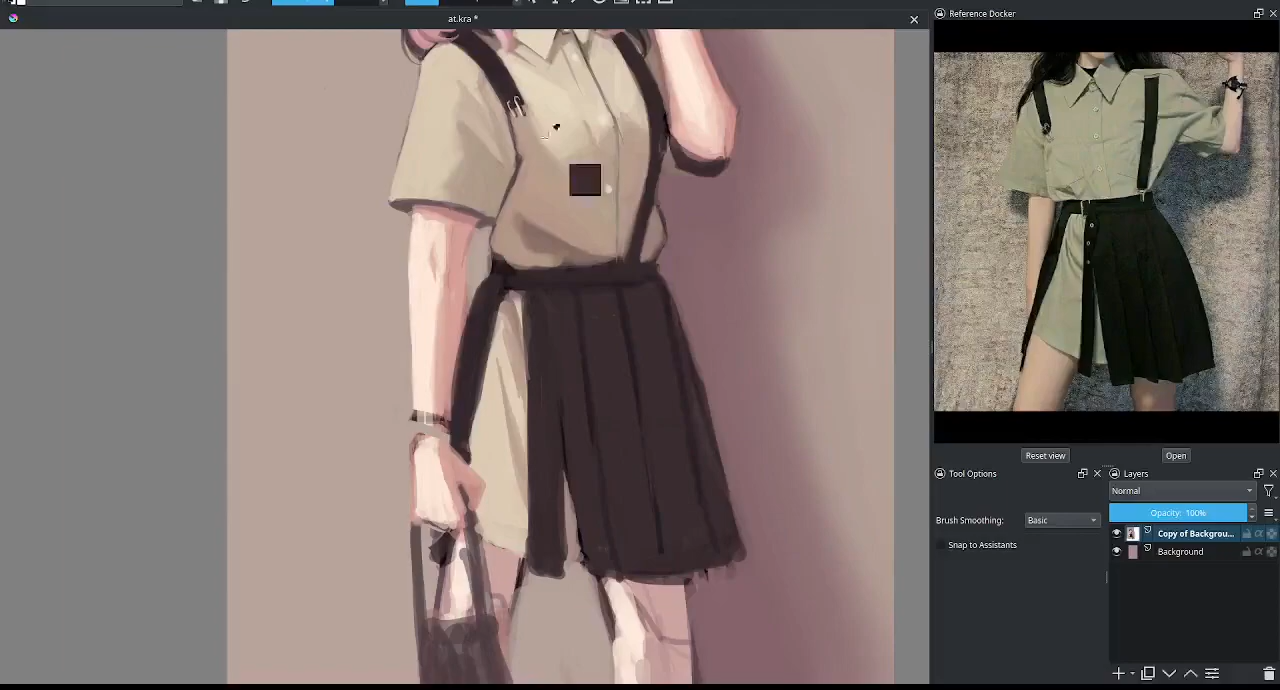 at.kra *
Reference Docker
Reset view
Open
Tool Options
Layers
Normal
Opacity: 100%
Brush Smoothing:
Basic
Copy of Backgrou...
Snap to Assistants
Background